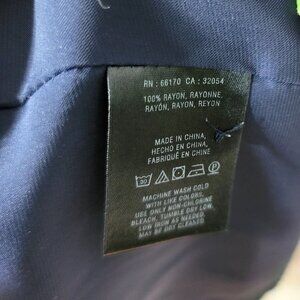 RN : 66170 CA : 32054
100% RAYON, RAYONNE,
RAYÓN, RAYON, REYON
MADE IN CHINA,
HECHO EN CHINA,
FABRIQUÉ EN CHINE
30
P
MACHINE WASH COLD
WITH LIKE COLORS.
USE ONLY NON-CHLORINE
BLEACH, TUMBLE DRY LOW.
LOW IRON AS NEEDED.
MAY BE DRY CLEANED